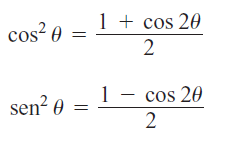 cos² θ = (1 + cos 2θ)/2
sen² θ = (1 − cos 2θ)/2